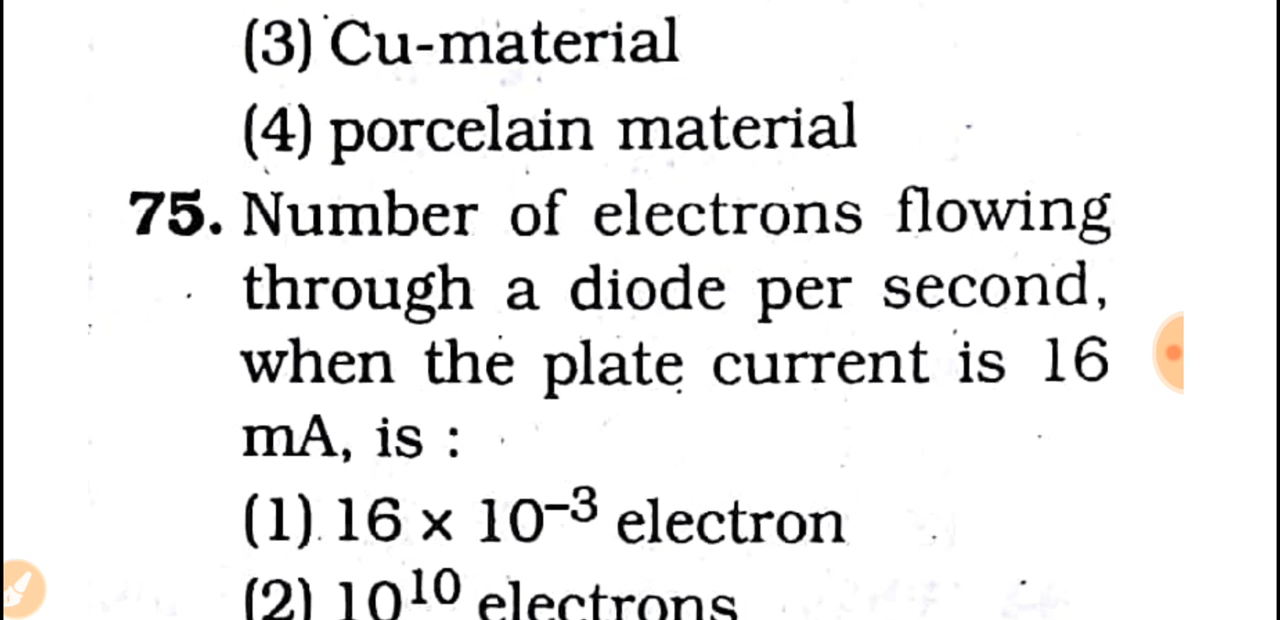 (3) Cu-material
(4) porcelain material
75. Number of electrons flowing
through a diode per second,
when the plate current is 16
mA, is :
(1) 16 × 10⁻³ electron
(2) 10¹⁰ electrons